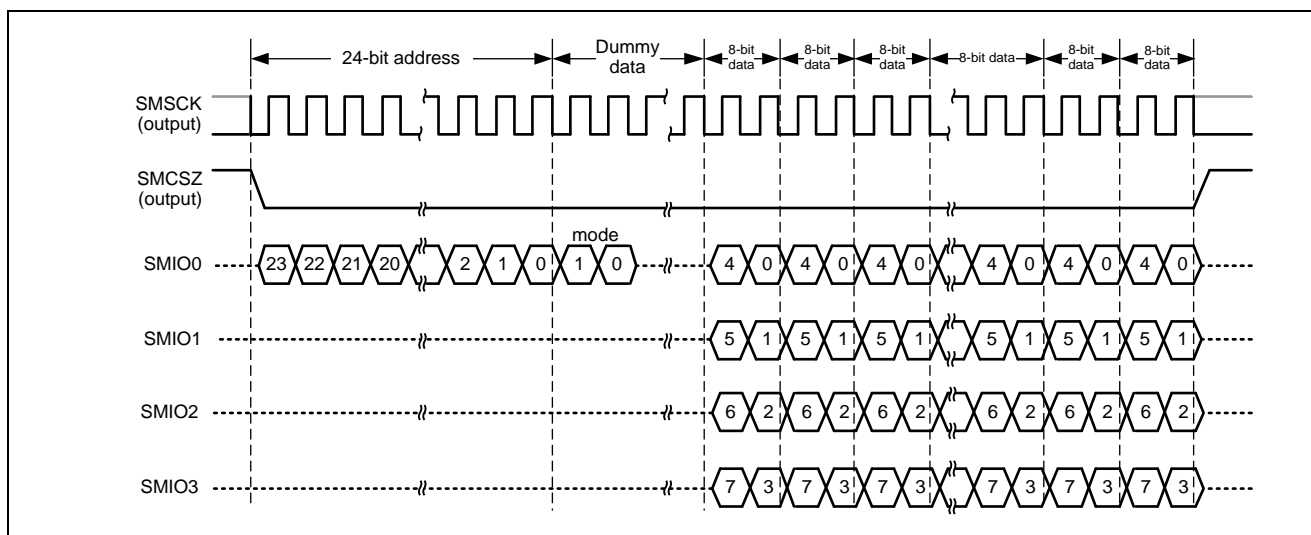 24-bit address
Dummy
data
8-bit
data
8-bit
data
8-bit
data
8-bit data
8-bit
data
8-bit
data
SMSCK
(output)
SMCSZ
(output)
mode
SMIO0 23 22 21 20 2 1 0 1 0 4 0 4 0 4 0 4 0 4 0 4 0
SMIO1 5 1 5 1 5 1 5 1 5 1 5 1
SMIO2 6 2 6 2 6 2 6 2 6 2 6 2
SMIO3 7 3 7 3 7 3 7 3 7 3 7 3